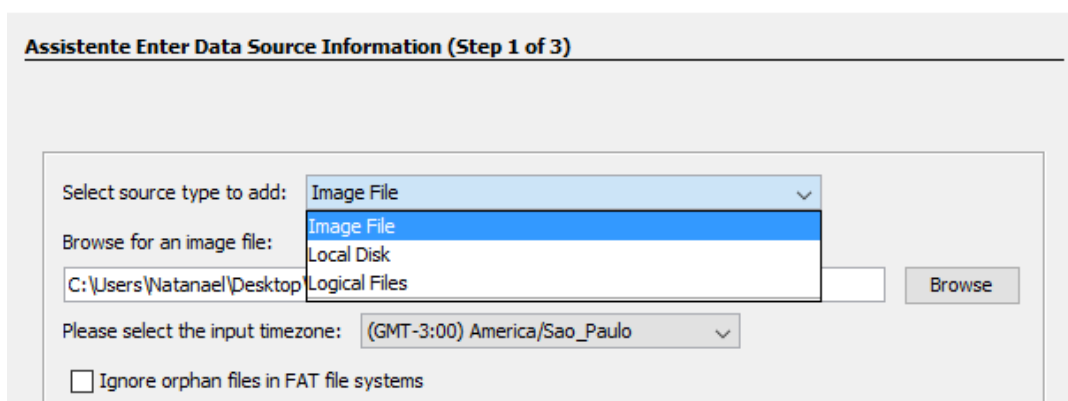 Assistente Enter Data Source Information (Step 1 of 3)
Select source type to add: Image File
Image File
Browse for an image file:
Local Disk
C:\Users\Natanael\Desktop\
Logical Files
Browse
Please select the input timezone: (GMT-3:00) America/Sao_Paulo
Ignore orphan files in FAT file systems